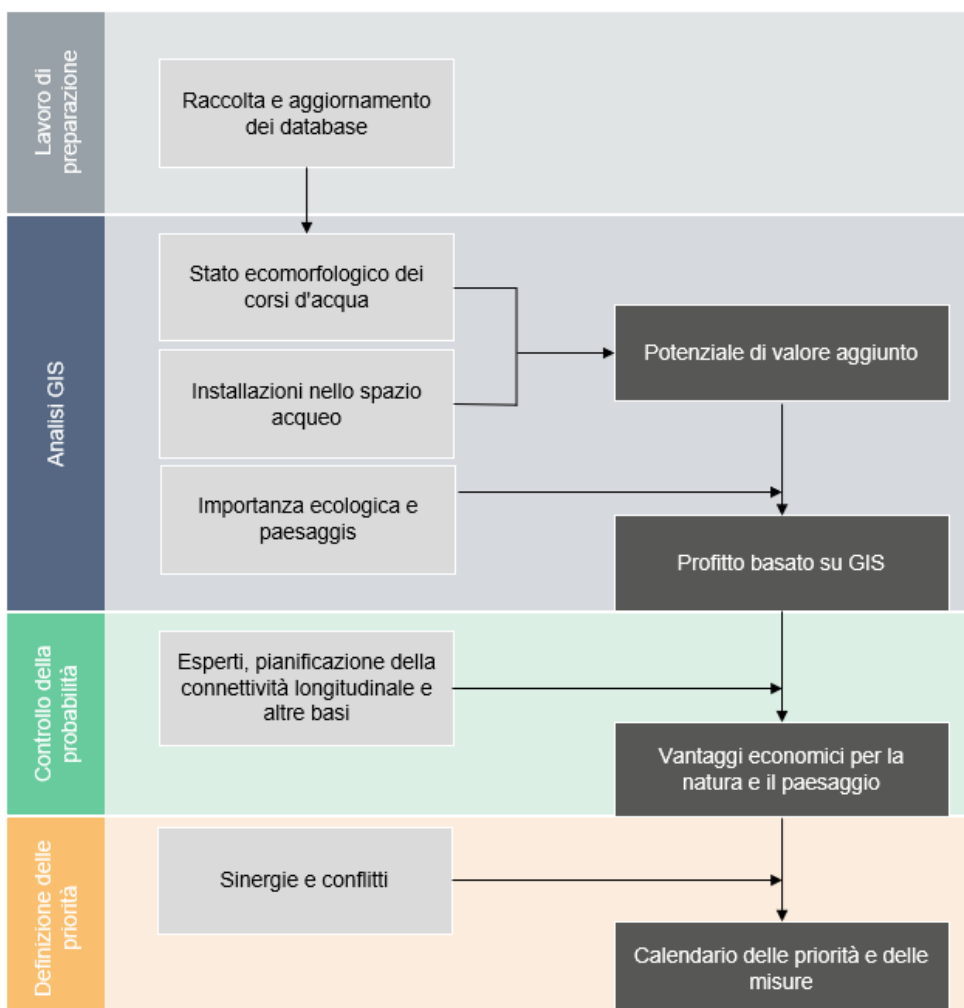 Lavoro di
preparazione
Raccolta e aggiornamento
dei database
Analisi GIS
Stato ecomorfologico dei
corsi d'acqua
Potenziale di valore aggiunto
Installazioni nello spazio
acqueo
Importanza ecologica e
paesaggis
Profitto basato su GIS
Controllo della
probabilità
Esperti, pianificazione della
connettività longitudinale e
altre basi
Vantaggi economici per la
natura e il paesaggio
Definizione delle
priorità
Sinergie e conflitti
Calendario delle priorità e delle
misure